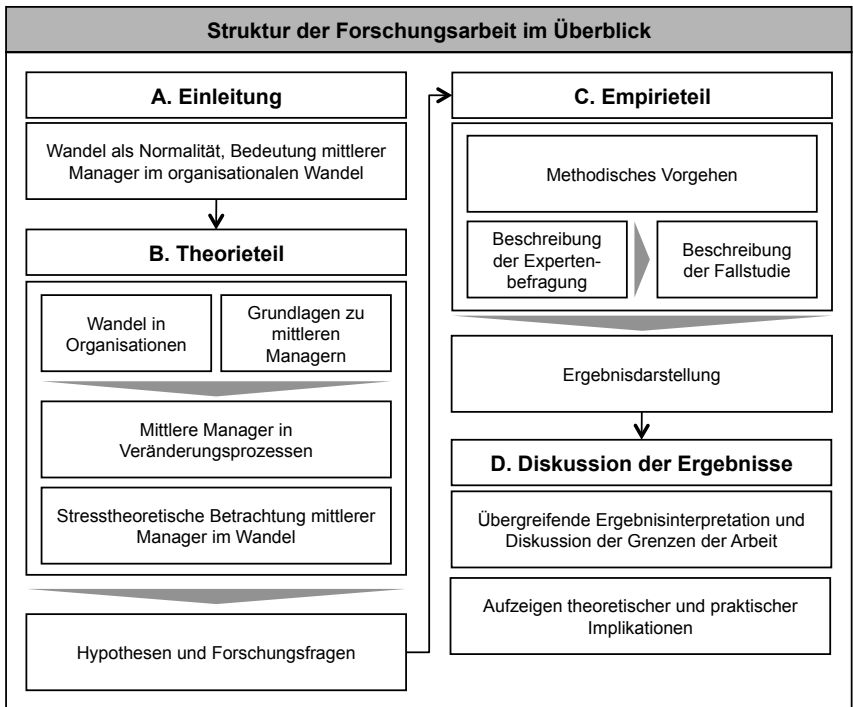 Struktur der Forschungsarbeit im Überblick
A. Einleitung
Wandel als Normalität, Bedeutung mittlerer
Manager im organisationalen Wandel
B. Theorieteil
Wandel in
Organisationen
Grundlagen zu
mittleren
Managern
Mittlere Manager in
Veränderungsprozessen
Stresstheoretische Betrachtung mittlerer
Manager im Wandel
Hypothesen und Forschungsfragen
C. Empirieteil
Methodisches Vorgehen
Beschreibung
der Experten-
befragung
Beschreibung
der Fallstudie
Ergebnisdarstellung
D. Diskussion der Ergebnisse
Übergreifende Ergebnisinterpretation und
Diskussion der Grenzen der Arbeit
Aufzeigen theoretischer und praktischer
Implikationen